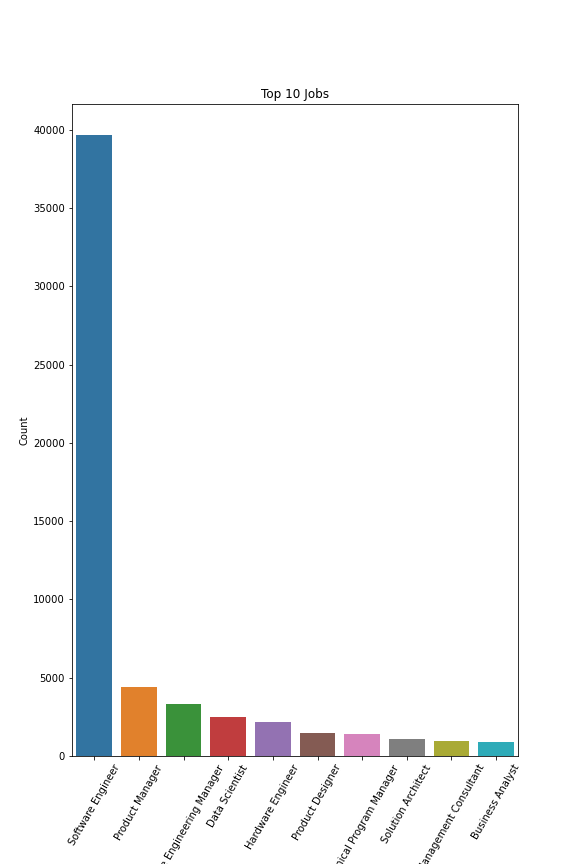 Top 10 Jobs
40000
35000
30000
25000
20000
15000
10000
5000
0
Count
Software Engineer
Product Manager
Engineering Manager
Data Scientist
Hardware Engineer
Product Designer
Program Manager
Solution Architect
Consultant
Business Analyst